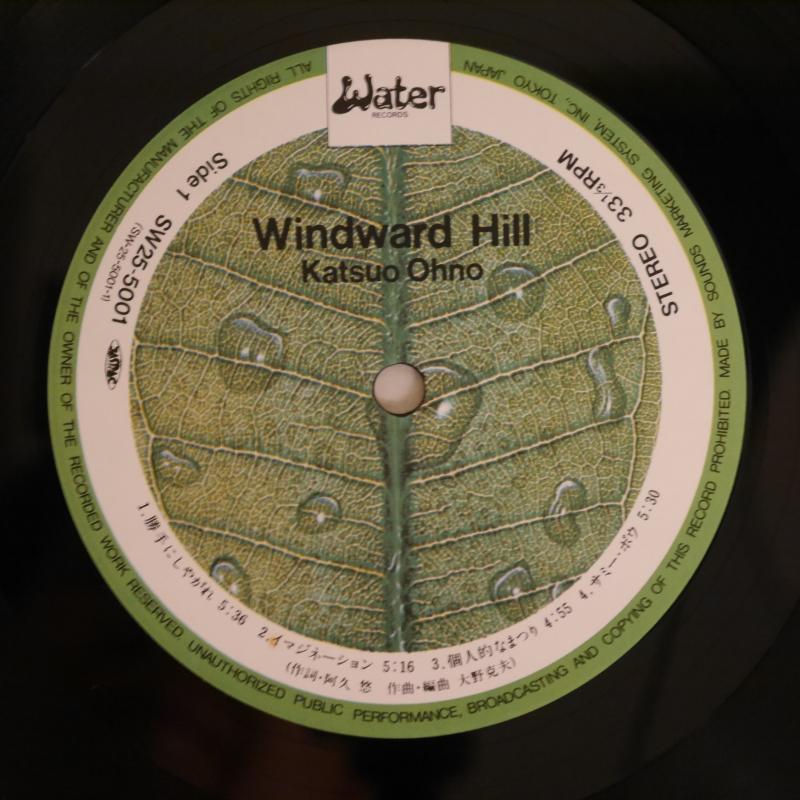 Water
RECORDS
Windward Hill
Katsuo Ohno
Side 1 SW25-5001
(SW-25-5001-1)
STEREO 33⅓RPM
1.勝手にしやがれ 5:36 2.イマジネーション 5:16 3.個人的なまつり 4:55 4.サミー・ボウ 5:30
(作詞・阿久 悠 作曲・編曲 大野克夫)
ALL RIGHTS OF THE MANUFACTURER AND OF THE OWNER OF THE RECORDED WORK RESERVED UNAUTHORIZED PUBLIC PERFORMANCE, BROADCASTING AND COPYING OF THIS RECORD PROHIBITED. MADE BY SOUNDS MARKETING SYSTEM, INC, TOKYO JAPAN